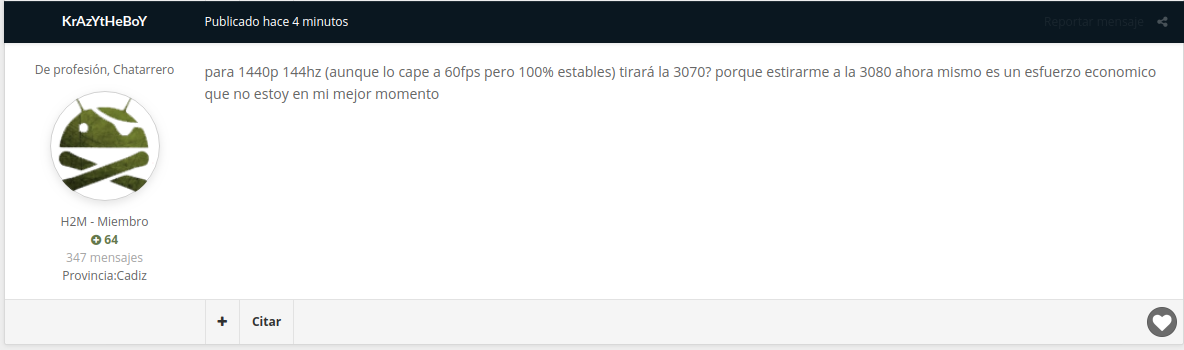 KrAzYtHeBoY
Publicado hace 4 minutos
Reportar mensaje
De profesión, Chatarrero
para 1440p 144hz (aunque lo cape a 60fps pero 100% estables) tirará la 3070? porque estirarme a la 3080 ahora mismo es un esfuerzo economico
que no estoy en mi mejor momento
H2M - Miembro
64
347 mensajes
Provincia:Cadiz
+ Citar